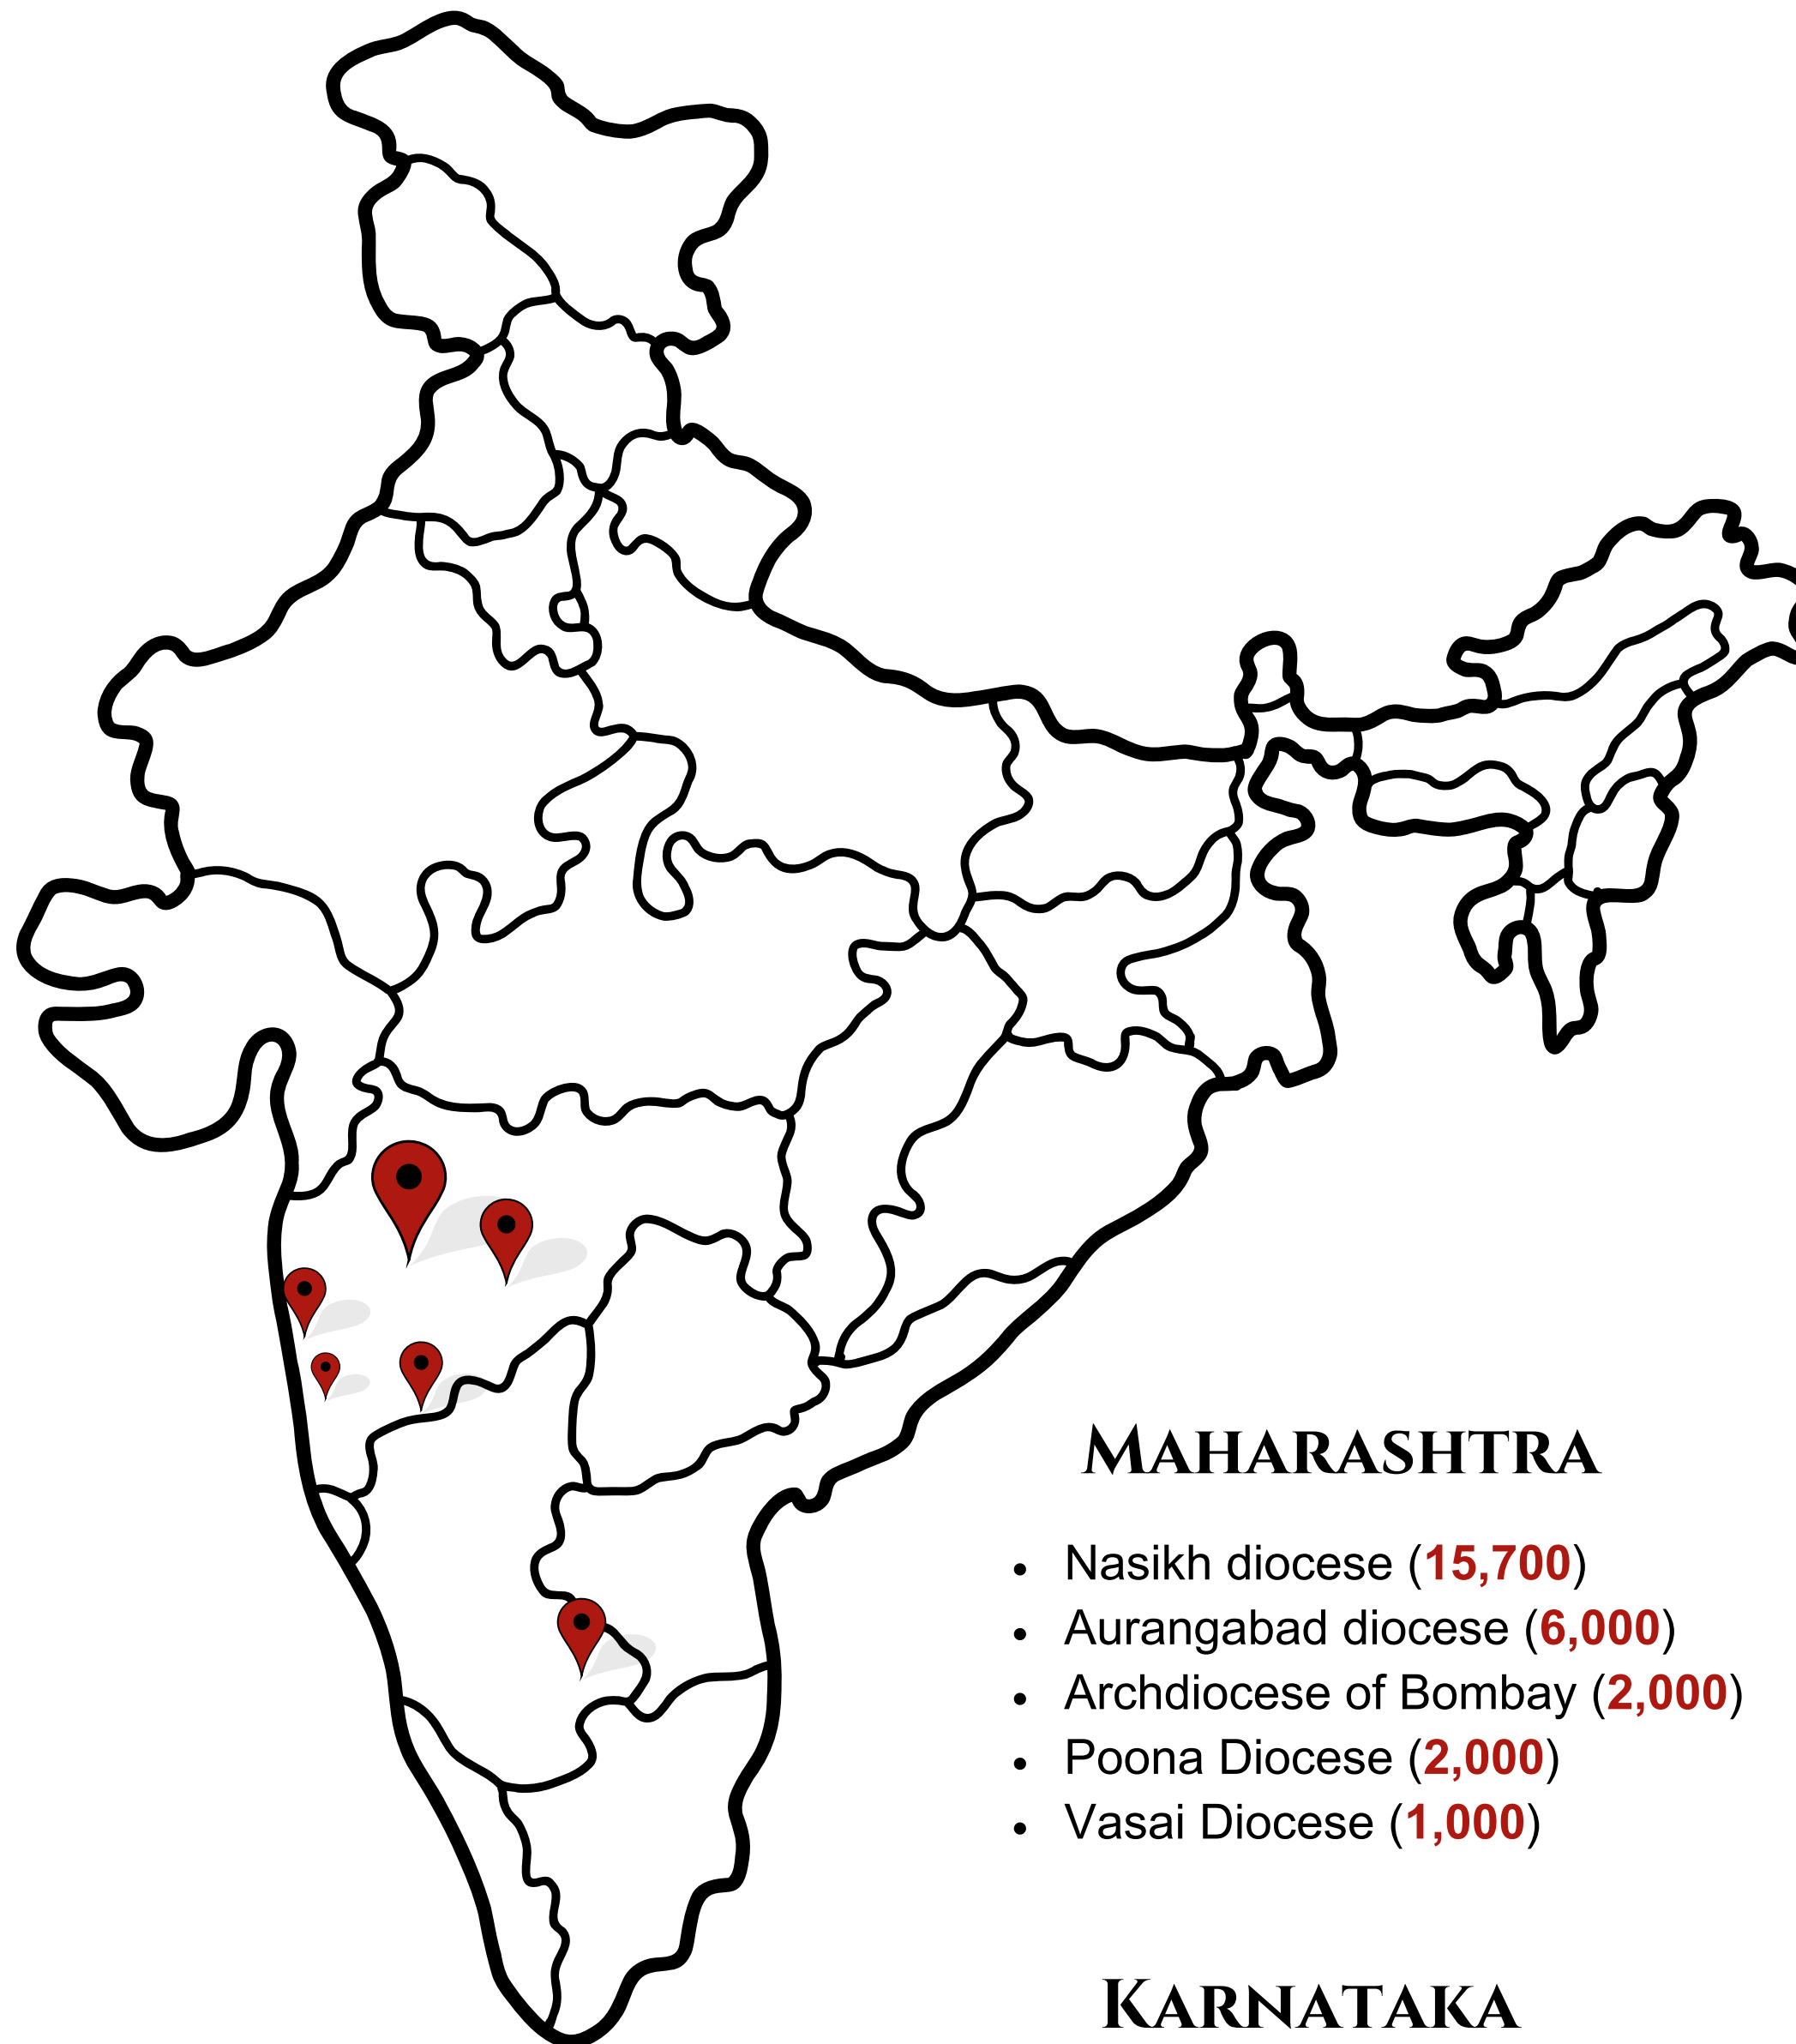 MAHARASHTRA
• Nasikh diocese (15,700)
• Aurangabad diocese (6,000)
• Archdiocese of Bombay (2,000)
• Poona Diocese (2,000)
• Vasai Diocese (1,000)
KARNATAKA